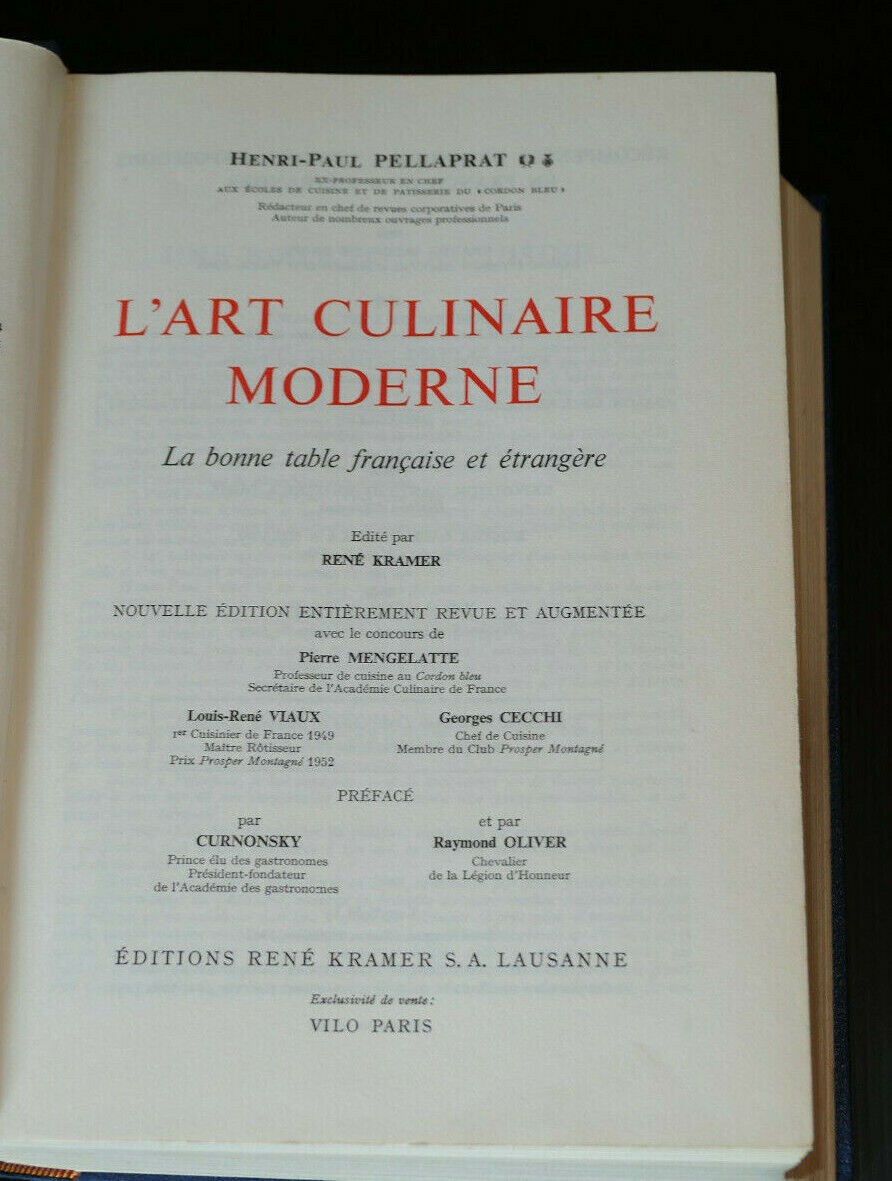 HENRI-PAUL PELLAPRAT
EX-PROFESSEUR EN CHEF
AUX ÉCOLES DE CUISINE ET DE PATISSERIE DU « CORDON BLEU »
Rédacteur en chef de revues corporatives de Paris
Auteur de nombreux ouvrages professionnels
L'ART CULINAIRE
MODERNE
La bonne table française et étrangère
Edité par
RENÉ KRAMER
NOUVELLE ÉDITION ENTIÈREMENT REVUE ET AUGMENTÉE
avec le concours de
Pierre MENGELATTE
Professeur de cuisine au Cordon bleu
Secrétaire de l'Académie Culinaire de France
Louis-René VIAUX
1er Cuisinier de France 1949
Maître Rôtisseur
Prix Prosper Montagné 1952
Georges CECCHI
Chef de Cuisine
Membre du Club Prosper Montagné
PRÉFACÉ
par
CURNONSKY
Prince élu des gastronomes
Président-fondateur
de l'Académie des gastronomes
et par
Raymond OLIVER
Chevalier
de la Légion d'Honneur
ÉDITIONS RENÉ KRAMER S. A. LAUSANNE
Exclusivité de vente :
VILO PARIS